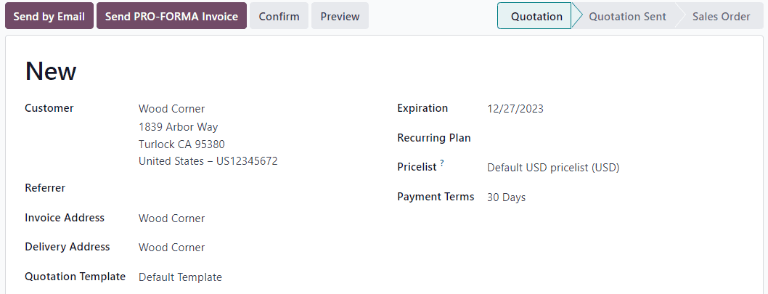 Send by Email Send PRO-FORMA Invoice Confirm Preview Quotation Quotation Sent Sales Order
New
Customer Wood Corner Expiration 12/27/2023
1839 Arbor Way
Turlock CA 95380 Recurring Plan
United States – US12345672 Pricelist ? Default USD pricelist (USD)
Referrer Payment Terms 30 Days
Invoice Address Wood Corner
Delivery Address Wood Corner
Quotation Template Default Template